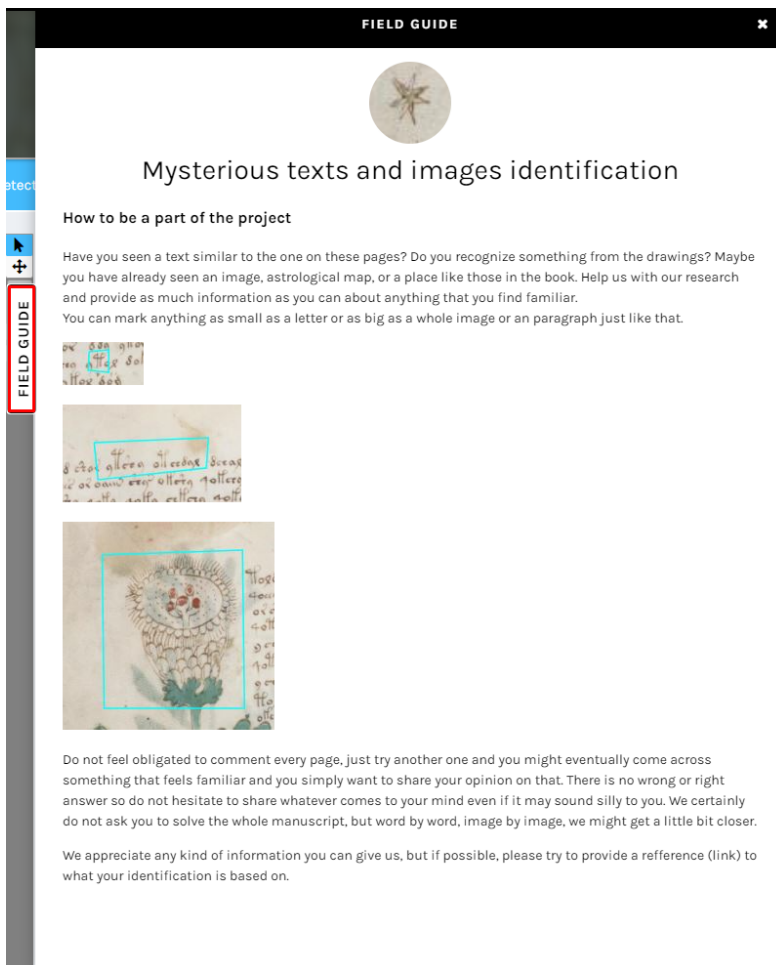 FIELD GUIDE
Mysterious texts and images identification
etect
How to be a part of the project
Have you seen a text similar to the one on these pages? Do you recognize something from the drawings? Maybe
you have already seen an image, astrological map, or a place like those in the book. Help us with our research
and provide as much information as you can about anything that you find familiar.
You can mark anything as small as a letter or as big as a whole image or an paragraph just like that.
FIELD GUIDE
Do not feel obligated to comment every page, just try another one and you might eventually come across
something that feels familiar and you simply want to share your opinion on that. There is no wrong or right
answer so do not hesitate to share whatever comes to your mind even if it may sound silly to you. We certainly
do not ask you to solve the whole manuscript, but word by word, image by image, we might get a little bit closer.
We appreciate any kind of information you can give us, but if possible, please try to provide a refference (link) to
what your identification is based on.